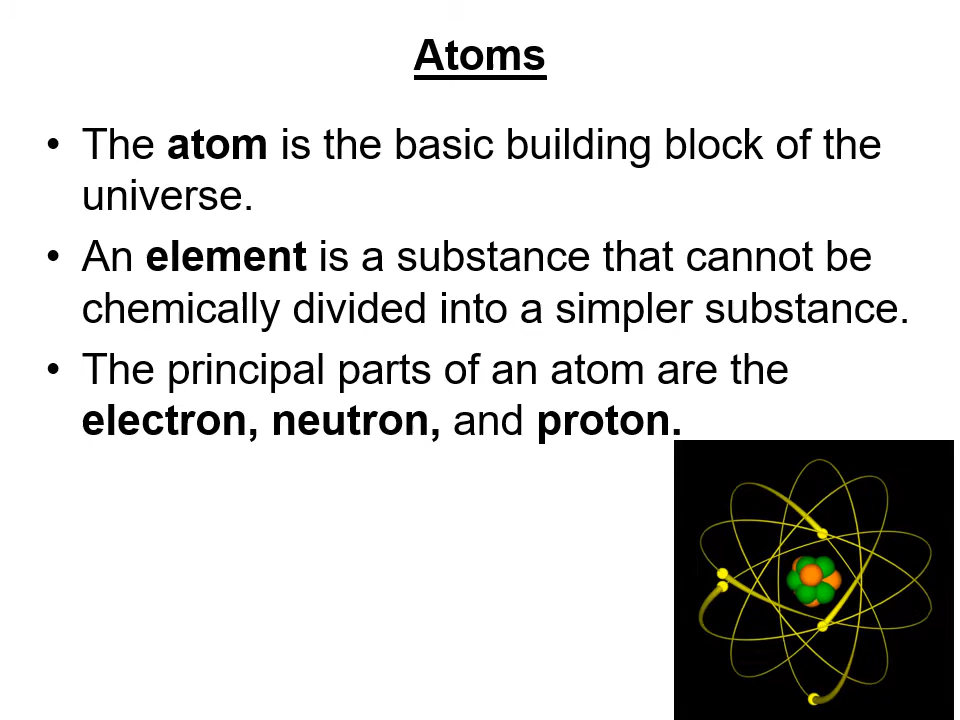 Atoms
• The atom is the basic building block of the
universe.
• An element is a substance that cannot be
chemically divided into a simpler substance.
• The principal parts of an atom are the
electron, neutron, and proton.